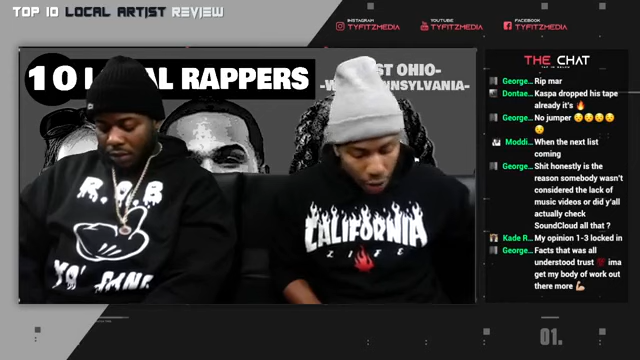 TOP 10 LOCAL ARTIST REVIEW
INSTAGRAM
TYFITZMEDIA
YOUTUBE
TYFITZMEDIA
FACEBOOK
TYFITZMEDIA
10 L AL RAPPERS
ST OHIO-
-W NNSYLVANIA-
R.O.B
YO' GANG
CALIFORNIA
LIFE
THE CHAT
George... Rip mar
Dontae... Kaspa dropped his tape
already it's 🔥
George... No jumper 😔😔😔😔
😔
Moddi... When the next list
coming
George... Shit honestly is the
reason somebody wasn't
considered the lack of
music videos or did y'all
actually check
SoundCloud all that ?
Kade R... My opinion 1-3 locked in
George... Facts that was all
understood trust 💯 ima
get my body of work out
there more 💪🏼
01.